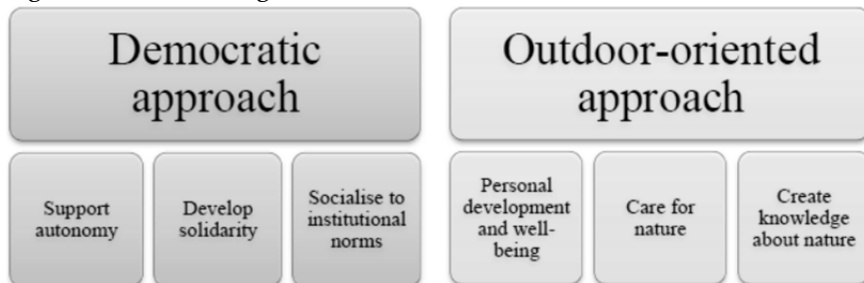 Democratic
approach
Outdoor-oriented
approach
Support
autonomy
Develop
solidarity
Socialise to
institutional
norms
Personal
development
and well-
being
Care for
nature
Create
knowledge
about nature